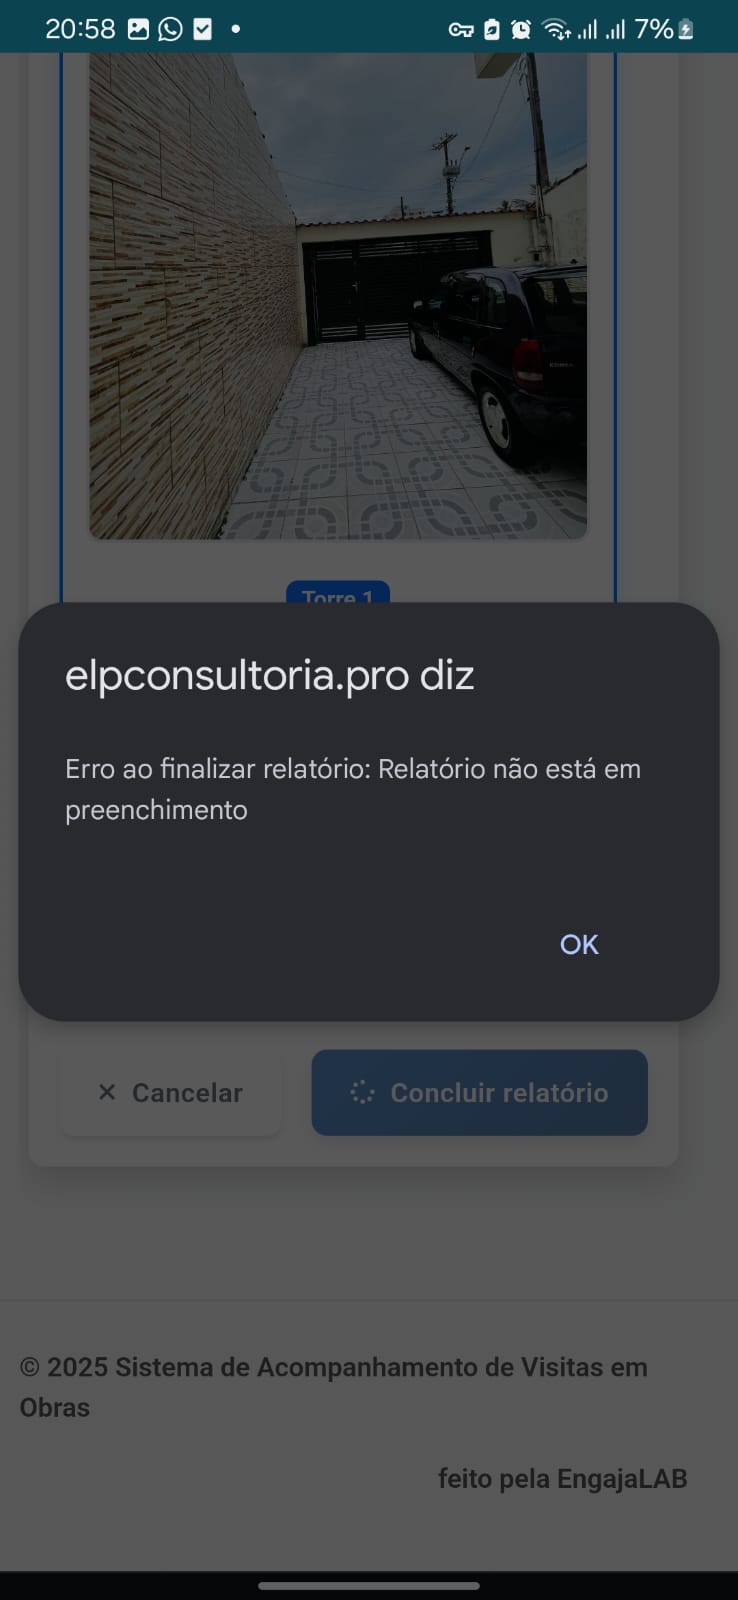 20:58
7%
Torre 1
elpconsultoria.pro diz
Erro ao finalizar relatório: Relatório não está em
preenchimento
OK
Cancelar
Concluir relatório
© 2025 Sistema de Acompanhamento de Visitas em
Obras
feito pela EngajaLAB